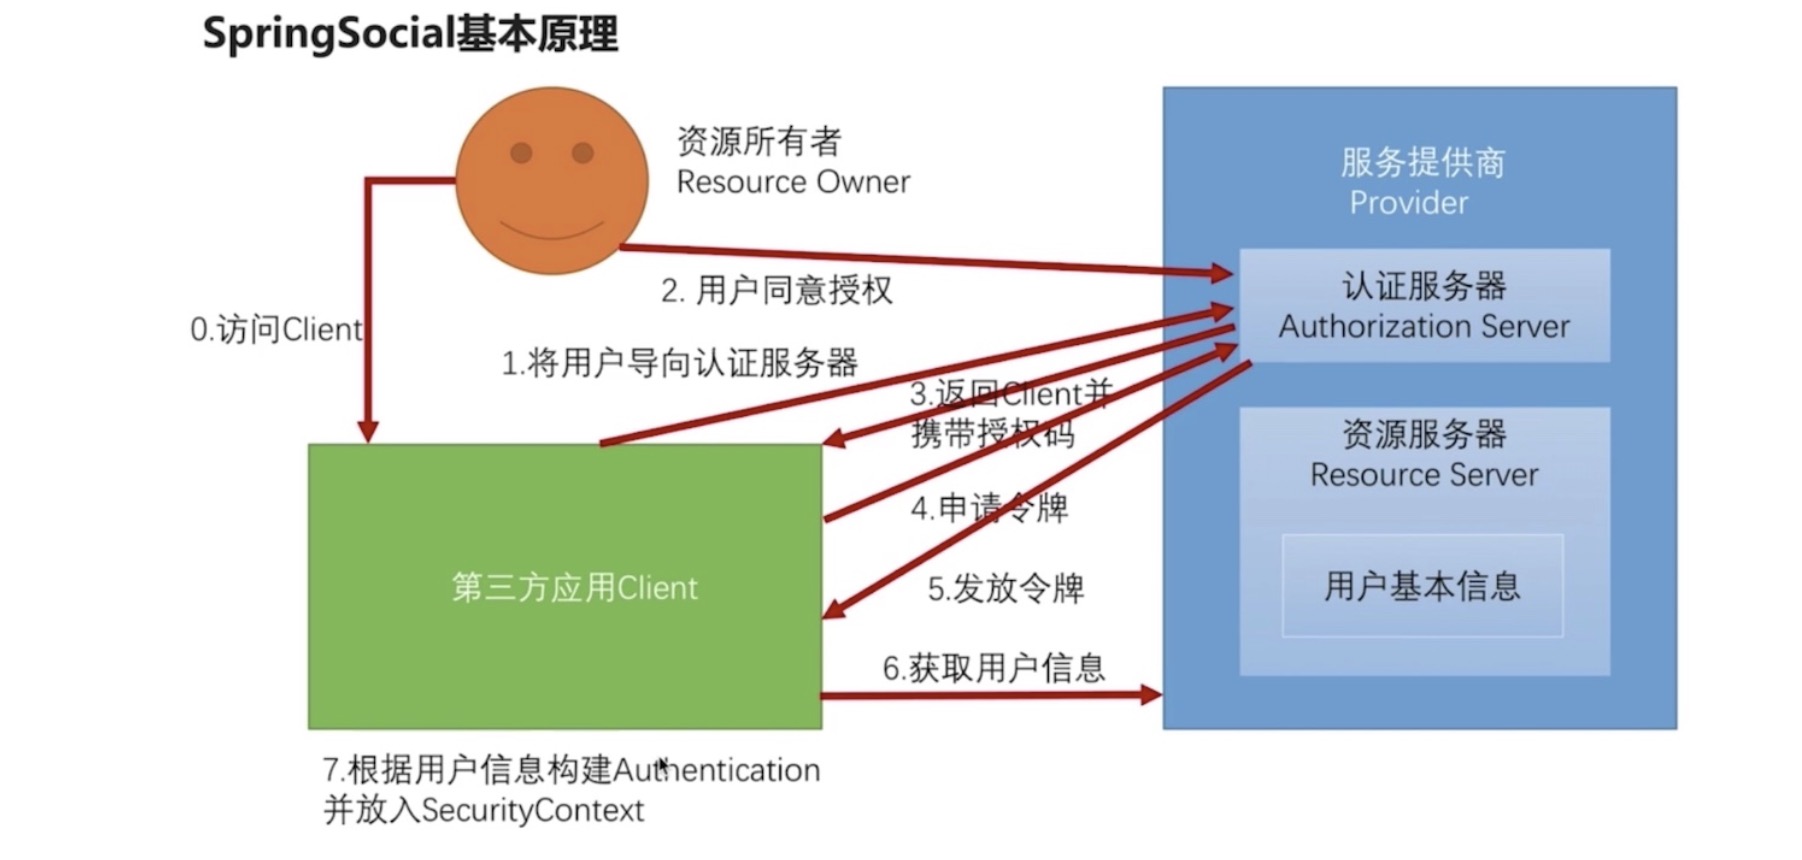 SpringSocial基本原理
资源所有者
Resource Owner
服务提供商
Provider
认证服务器
Authorization Server
2. 用户同意授权
0.访问Client
1.将用户导向认证服务器
3.返回Client并
携带授权码
资源服务器
Resource Server
4.申请令牌
第三方应用Client
5.发放令牌
用户基本信息
6.获取用户信息
7.根据用户信息构建Authentication
并放入SecurityContext